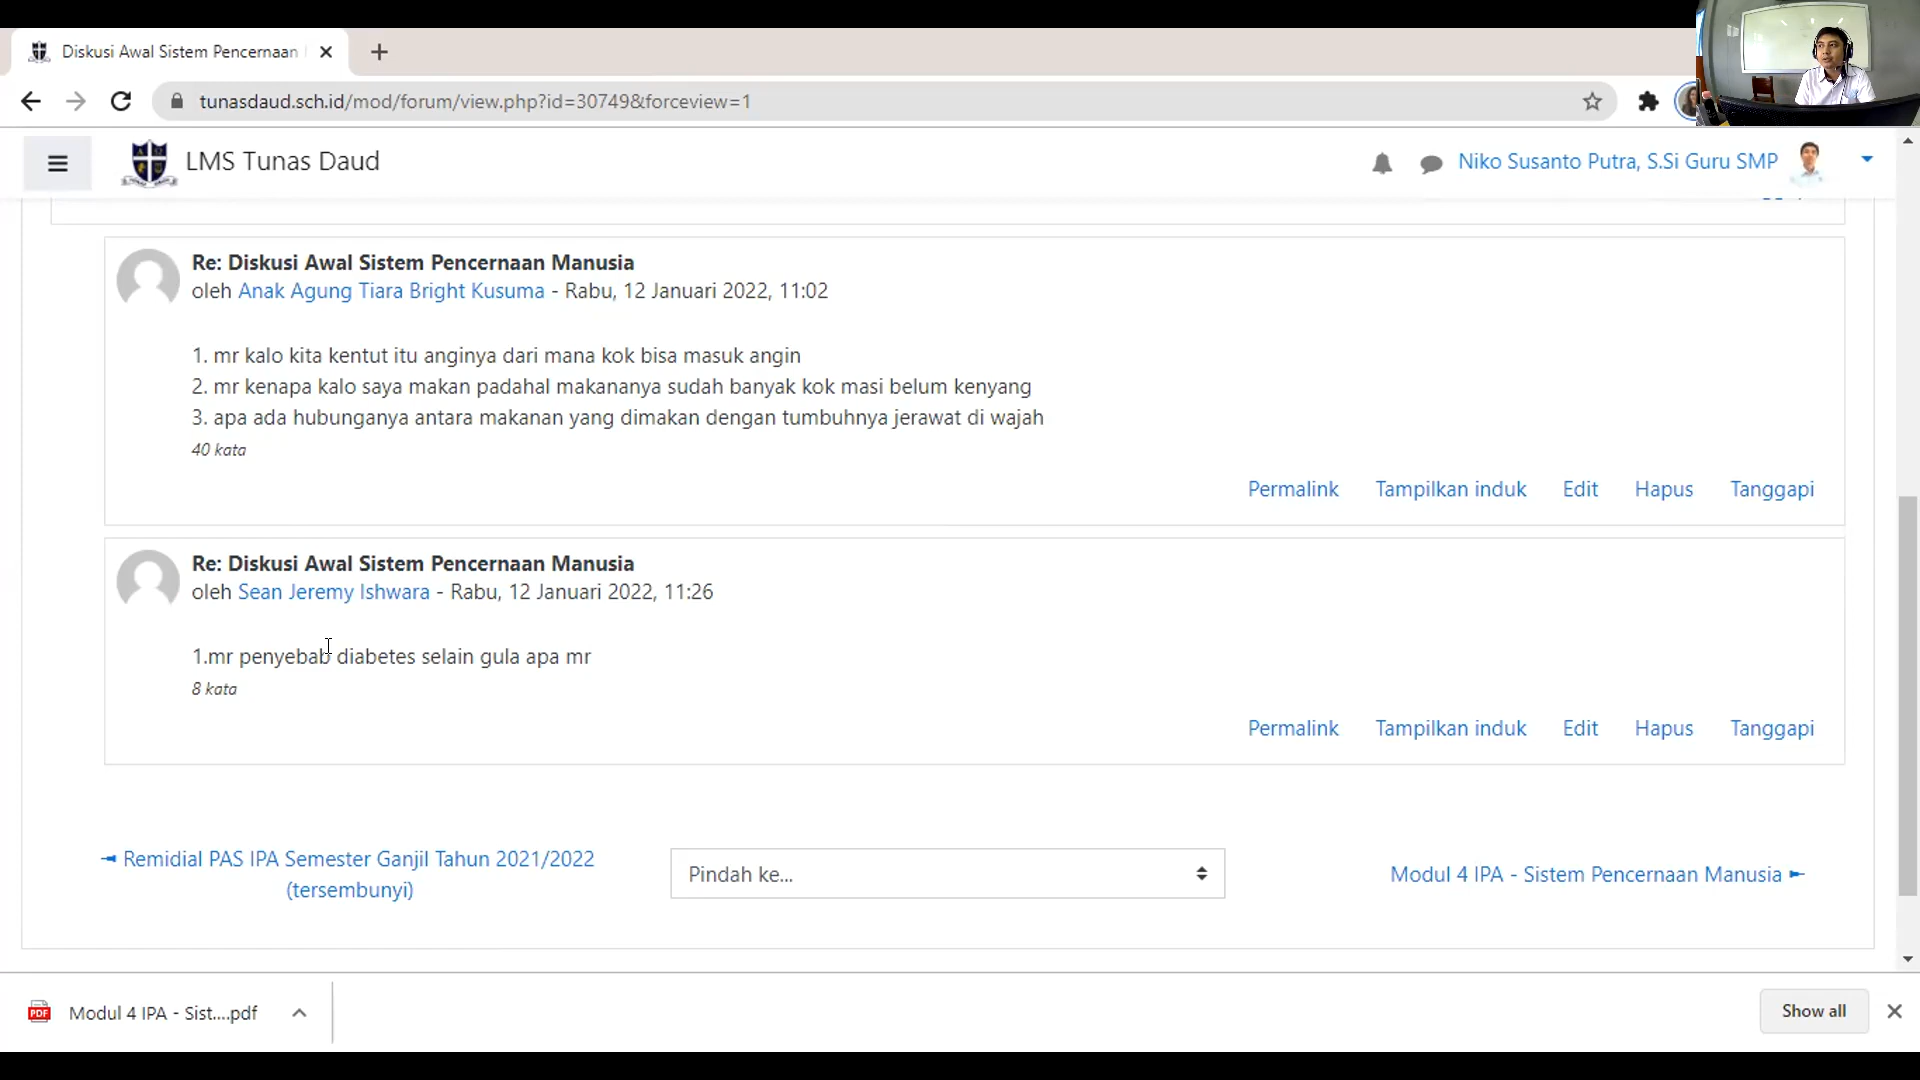 Diskusi Awal Sistem Pencernaan
tunasdaud.sch.id/mod/forum/view.php?id=30749&forceview=1
LMS Tunas Daud
Niko Susanto Putra, S.Si Guru SMP
Re: Diskusi Awal Sistem Pencernaan Manusia
oleh Anak Agung Tiara Bright Kusuma - Rabu, 12 Januari 2022, 11:02
1. mr kalo kita kentut itu anginya dari mana kok bisa masuk angin
2. mr kenapa kalo saya makan padahal makananya sudah banyak kok masi belum kenyang
3. apa ada hubunganya antara makanan yang dimakan dengan tumbuhnya jerawat di wajah
40 kata
Permalink Tampilkan induk Edit Hapus Tanggapi
Re: Diskusi Awal Sistem Pencernaan Manusia
oleh Sean Jeremy Ishwara - Rabu, 12 Januari 2022, 11:26
1.mr penyebab diabetes selain gula apa mr
8 kata
Permalink Tampilkan induk Edit Hapus Tanggapi
Remidial PAS IPA Semester Ganjil Tahun 2021/2022
(tersembunyi)
Pindah ke...
Modul 4 IPA - Sistem Pencernaan Manusia
PDF Modul 4 IPA - Sist....pdf
Show all